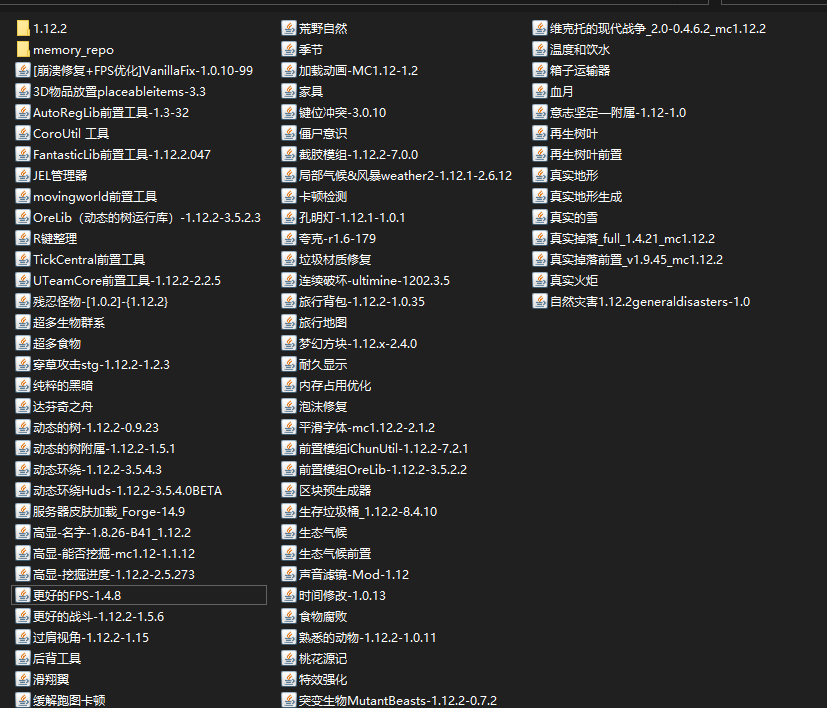 1.12.2
memory_repo
[崩溃修复+FPS优化]VanillaFix-1.0.10-99
3D物品放置placeableitems-3.3
AutoRegLib前置工具-1.3-32
CoroUtil 工具
FantasticLib前置工具-1.12.2.047
JEL管理器
movingworld前置工具
OreLib（动态的树运行库）-1.12.2-3.5.2.3
R键整理
TickCentral前置工具
UTeamCore前置工具-1.12.2-2.2.5
残忍怪物-[1.0.2]-{1.12.2}
超多生物群系
超多食物
穿草攻击stg-1.12.2-1.2.3
纯粹的黑暗
达芬奇之舟
动态的树-1.12.2-0.9.23
动态的树附属-1.12.2-1.5.1
动态环绕-1.12.2-3.5.4.3
动态环绕Huds-1.12.2-3.5.4.0BETA
服务器皮肤加载_Forge-14.9
高显-名字-1.8.26-B41_1.12.2
高显-能否挖掘-mc1.12-1.1.12
高显-挖掘进度-1.12.2-2.5.273
更好的FPS-1.4.8
更好的战斗-1.12.2-1.5.6
过肩视角-1.12.2-1.15
后背工具
滑翔翼
缓解跑图卡顿
荒野自然
季节
加载动画-MC1.12-1.2
家具
键位冲突-3.0.10
僵尸意识
截胶模组-1.12.2-7.0.0
局部气候&风暴weather2-1.12.1-2.6.12
卡顿检测
孔明灯-1.12.1-1.0.1
夸克-r1.6-179
垃圾材质修复
连续破坏-ultimine-1202.3.5
旅行背包-1.12.2-1.0.35
旅行地图
梦幻方块-1.12.x-2.4.0
耐久显示
内存占用优化
泡沫修复
平滑字体-mc1.12.2-2.1.2
前置模组iChunUtil-1.12.2-7.2.1
前置模组OreLib-1.12.2-3.5.2.2
区块预生成器
生存垃圾桶_1.12.2-8.4.10
生态气候
生态气候前置
声音滤镜-Mod-1.12
时间修改-1.0.13
食物腐败
熟悉的动物-1.12.2-1.0.11
桃花源记
特效强化
突变生物MutantBeasts-1.12.2-0.7.2
维克托的现代战争_2.0-0.4.6.2_mc1.12.2
温度和饮水
箱子运输器
血月
意志坚定—附属-1.12-1.0
再生树叶
再生树叶前置
真实地形
真实地形生成
真实的雪
真实掉落_full_1.4.21_mc1.12.2
真实掉落前置_v1.9.45_mc1.12.2
真实火炬
自然灾害1.12.2generaldisasters-1.0